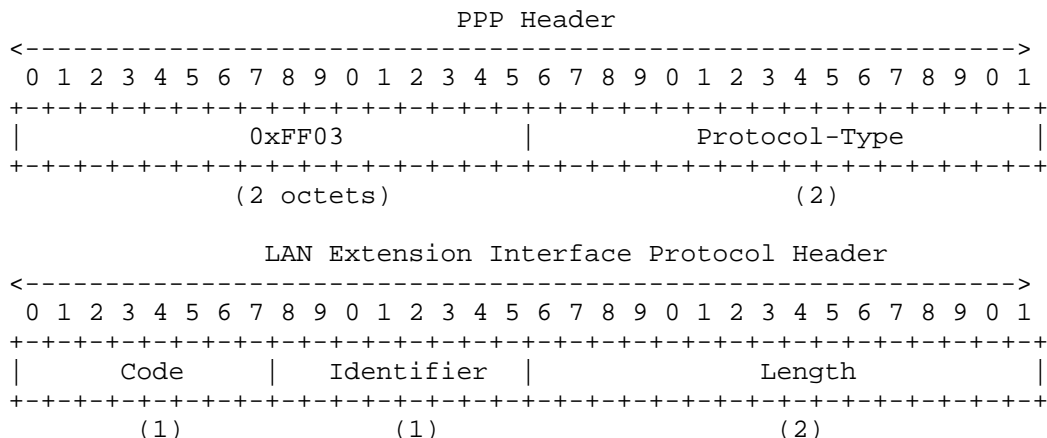 PPP Header
<-------------------------------------------------------------->
 0 1 2 3 4 5 6 7 8 9 0 1 2 3 4 5 6 7 8 9 0 1 2 3 4 5 6 7 8 9 0 1
+-+-+-+-+-+-+-+-+-+-+-+-+-+-+-+-+-+-+-+-+-+-+-+-+-+-+-+-+-+-+-+-+
|              0xFF03           |          Protocol-Type        |
+-+-+-+-+-+-+-+-+-+-+-+-+-+-+-+-+-+-+-+-+-+-+-+-+-+-+-+-+-+-+-+-+
              (2 octets)                         (2)
                LAN Extension Interface Protocol Header
<-------------------------------------------------------------->
 0 1 2 3 4 5 6 7 8 9 0 1 2 3 4 5 6 7 8 9 0 1 2 3 4 5 6 7 8 9 0 1
+-+-+-+-+-+-+-+-+-+-+-+-+-+-+-+-+-+-+-+-+-+-+-+-+-+-+-+-+-+-+-+-+
|      Code     |   Identifier  |              Length           |
+-+-+-+-+-+-+-+-+-+-+-+-+-+-+-+-+-+-+-+-+-+-+-+-+-+-+-+-+-+-+-+-+
        (1)             (1)                    (2)